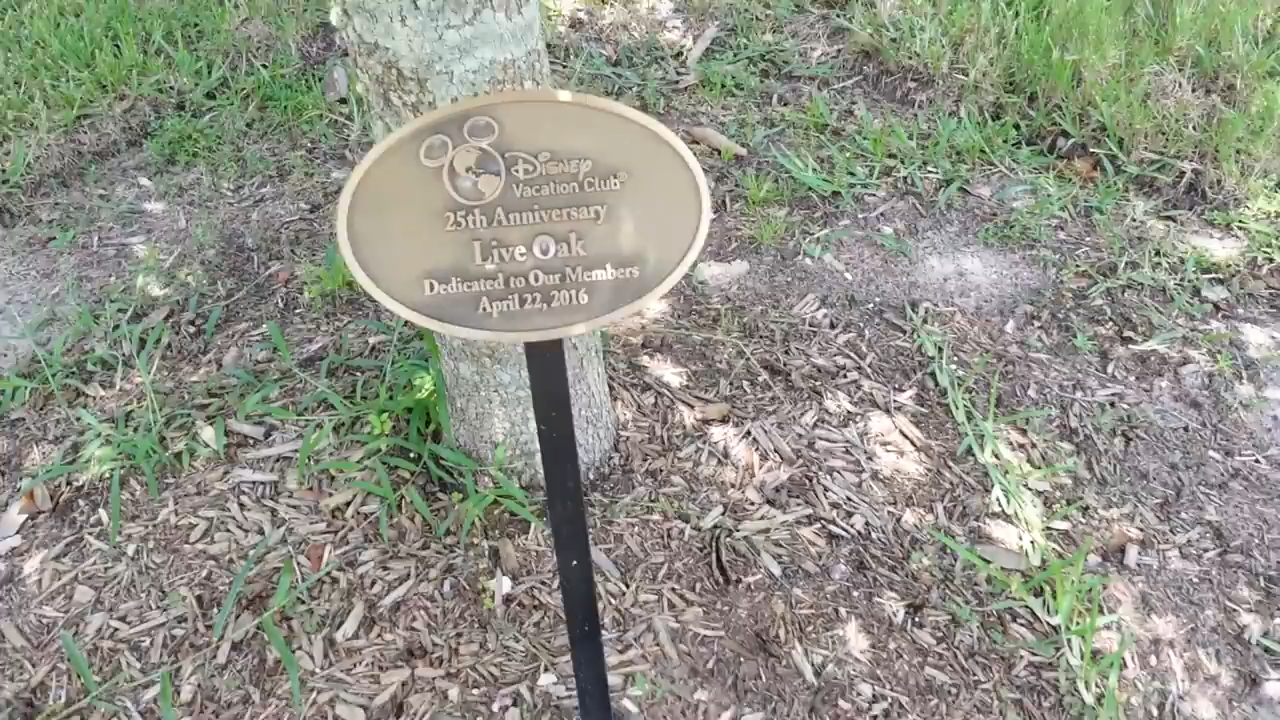 Disney
Vacation Club®
25th Anniversary
Live Oak
Dedicated to Our Members
April 22, 2016